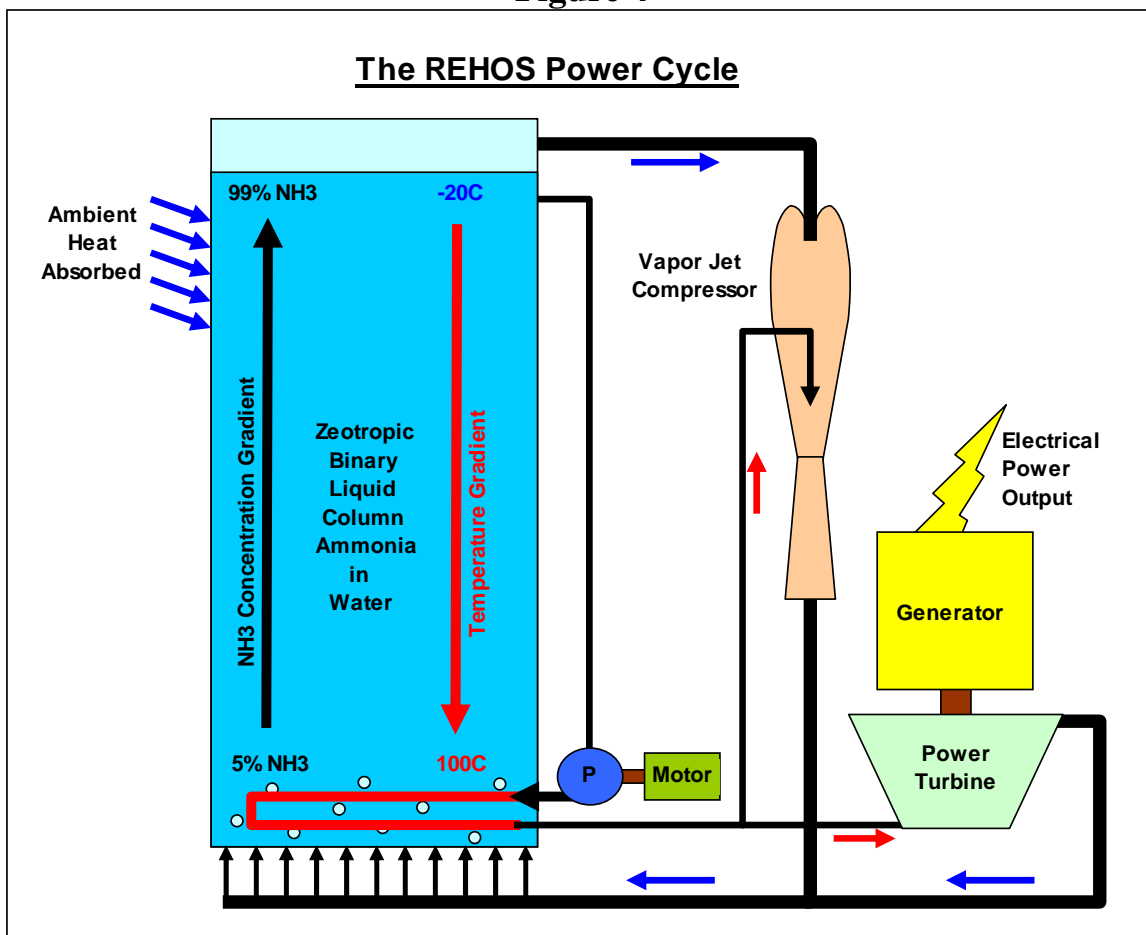 The REHOS Power Cycle
99% NH3
-20C
Ambient
Heat
Absorbed
Vapor Jet
Compressor
NH3 Concentration Gradient
Zeotropic
Binary
Liquid
Column
Ammonia
in
Water
Temperature Gradient
Electrical
Power
Output
Generator
5% NH3
100C
P
Motor
Power
Turbine